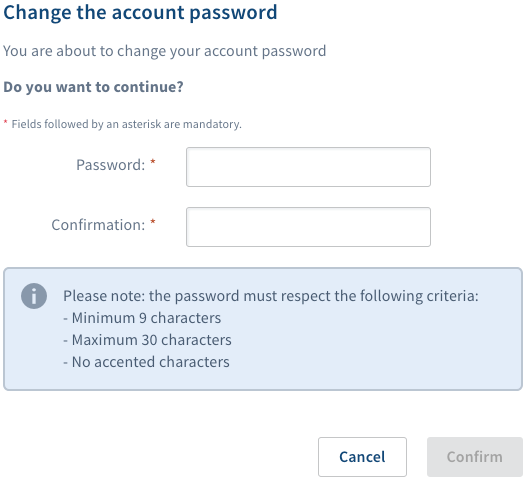 Change the account password
You are about to change your account password
Do you want to continue?
* Fields followed by an asterisk are mandatory.
Password: *
Confirmation: *
Please note: the password must respect the following criteria:
- Minimum 9 characters
- Maximum 30 characters
- No accented characters
Cancel Confirm